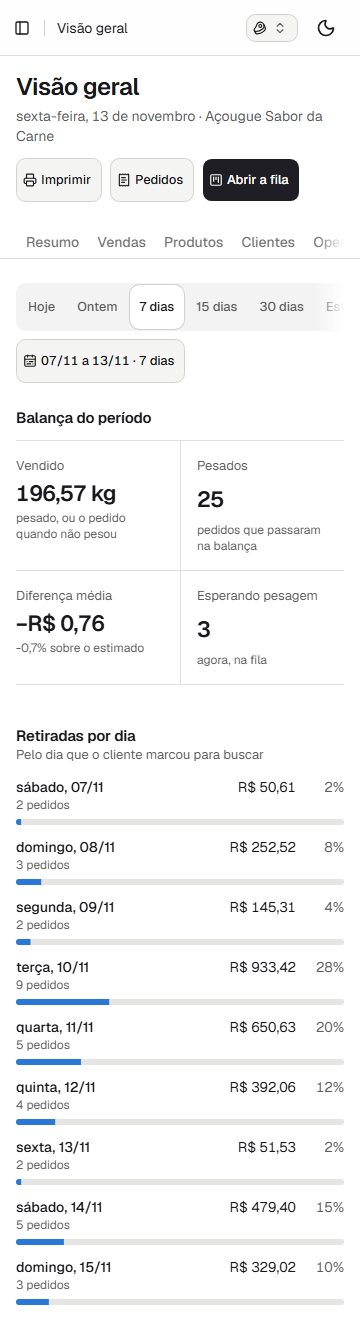 Visão geral
Visão geral
sexta-feira, 13 de novembro · Açougue Sabor da
Carne
Imprimir
Pedidos
Abrir a fila
Resumo
Vendas
Produtos
Clientes
Hoje
Ontem
7 dias
15 dias
30 dias
07/11 a 13/11 · 7 dias
Balança do período
Vendido
196,57 kg
pesado, ou o pedido
quando não pesou
Pesados
25
pedidos que passaram
na balança
Diferença média
−R$ 0,76
-0,7% sobre o estimado
Esperando pesagem
3
agora, na fila
Retiradas por dia
Pelo dia que o cliente marcou para buscar
sábado, 07/11 R$ 50,61 2%
2 pedidos
domingo, 08/11 R$ 252,52 8%
3 pedidos
segunda, 09/11 R$ 145,31 4%
2 pedidos
terça, 10/11 R$ 933,42 28%
9 pedidos
quarta, 11/11 R$ 650,63 20%
5 pedidos
quinta, 12/11 R$ 392,06 12%
4 pedidos
sexta, 13/11 R$ 51,53 2%
2 pedidos
sábado, 14/11 R$ 479,40 15%
5 pedidos
domingo, 15/11 R$ 329,02 10%
3 pedidos